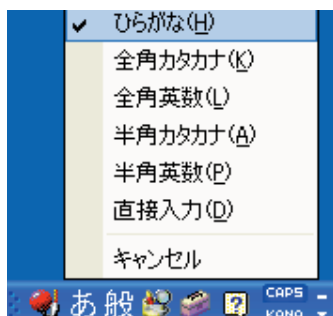 ひらがな(H)
全角カタカナ(K)
全角英数(L)
半角カタカナ(A)
半角英数(P)
直接入力(D)
キャンセル
あ 般 ? CAPS
KANA